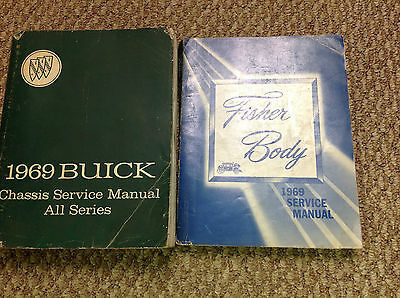 1969 BUICK
Chassis Service Manual
All Series
Fisher
Body
1969
SERVICE
MANUAL